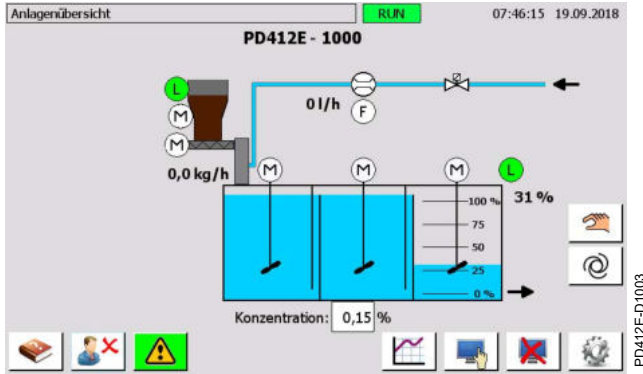 Anlagenübersicht
RUN
07:46:15 19.09.2018
PD412E - 1000
L
0 l/h
F
M
M
0,0 kg/h
M
M
M
L
31 %
100 %
75
50
25
0 %
Konzentration: 0,15 %
PD412E-D1003